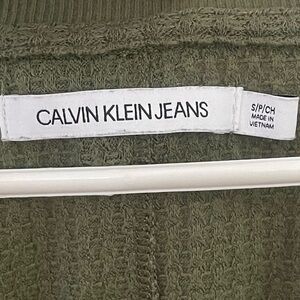 CALVIN KLEIN JEANS
S/P/CH
MADE IN
VIETNAM